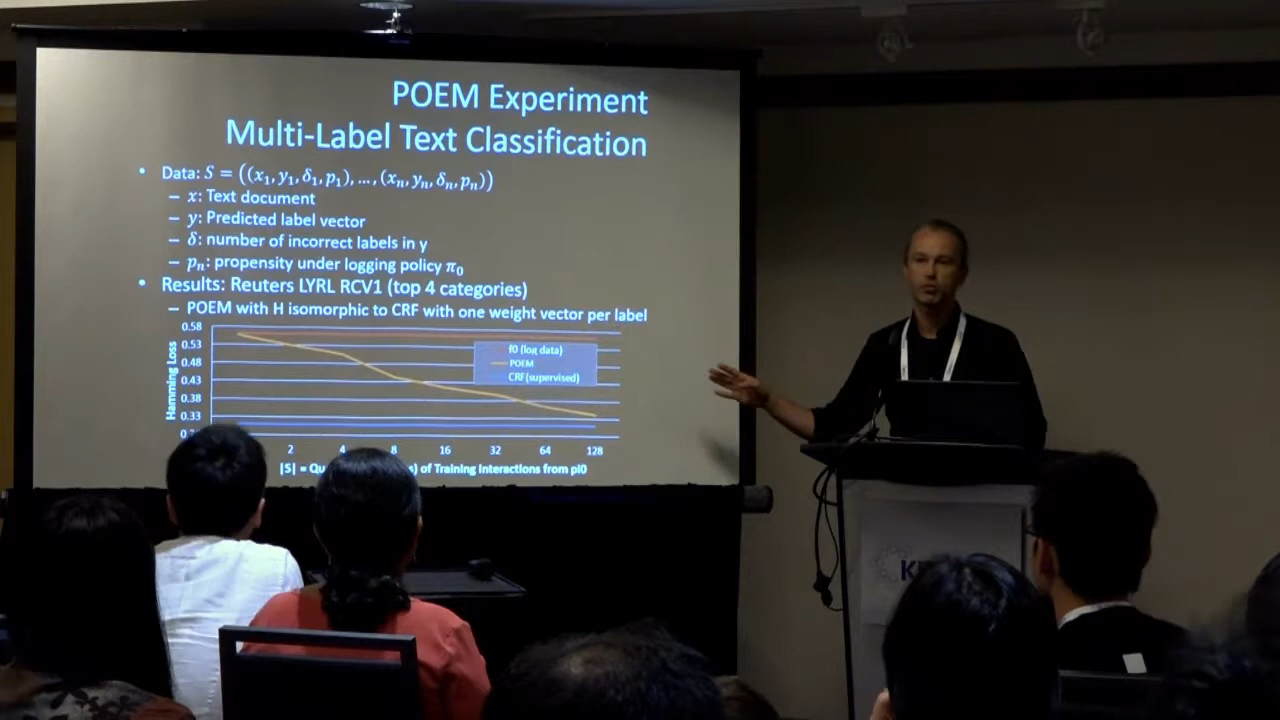 POEM Experiment
Multi-Label Text Classification
• Data: S = ((x₁, y₁, δ₁, p₁), …, (xₙ, yₙ, δₙ, pₙ))
– x: Text document
– y: Predicted label vector
– δ: number of incorrect labels in y
– pₙ: propensity under logging policy π₀
• Results: Reuters LYRL RCV1 (top 4 categories)
– POEM with H isomorphic to CRF with one weight vector per label
Hamming Loss
0.58
0.53
0.48
0.43
0.38
0.33
f0 (log data)
POEM
CRF(supervised)
2 4 8 16 32 64 128
|S| = of Training Interactions from pi0